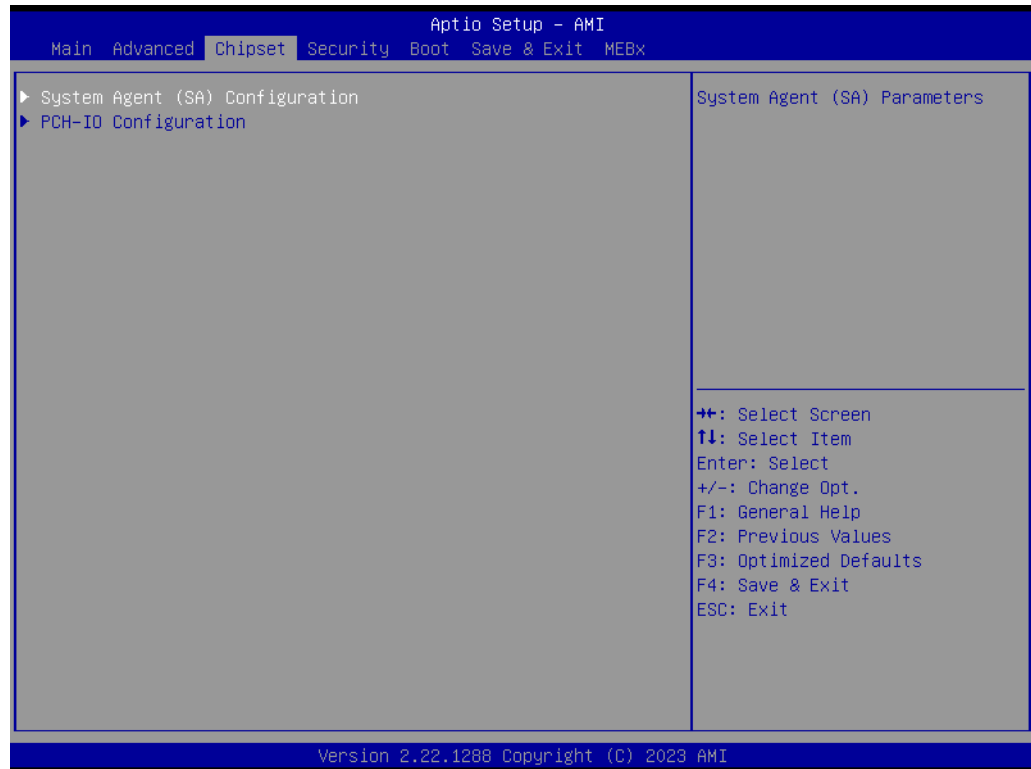 Aptio Setup – AMI
Main Advanced Chipset Security Boot Save & Exit MEBx
▶ System Agent (SA) Configuration
▶ PCH-IO Configuration
System Agent (SA) Parameters
→←: Select Screen
↑↓: Select Item
Enter: Select
+/-: Change Opt.
F1: General Help
F2: Previous Values
F3: Optimized Defaults
F4: Save & Exit
ESC: Exit
Version 2.22.1288 Copyright (C) 2023 AMI